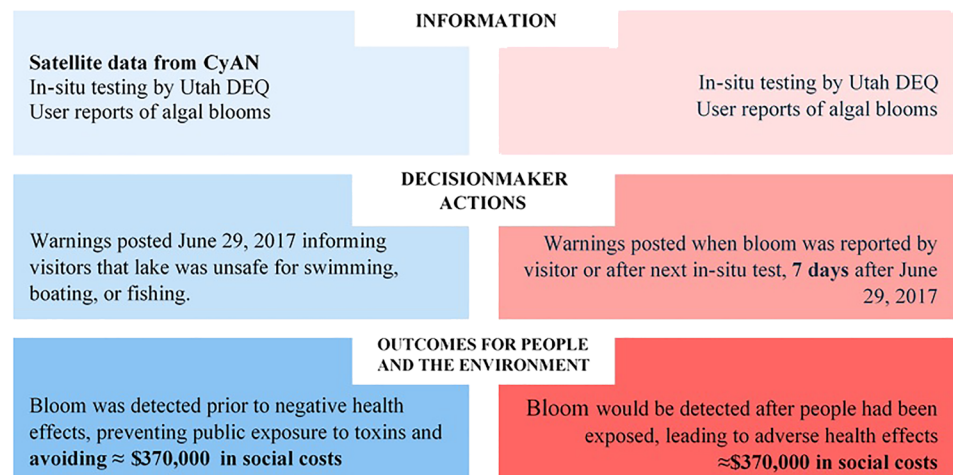 INFORMATION
Satellite data from CyAN
In-situ testing by Utah DEQ
User reports of algal blooms
In-situ testing by Utah DEQ
User reports of algal blooms
DECISIONMAKER
ACTIONS
Warnings posted June 29, 2017 informing
visitors that lake was unsafe for swimming,
boating, or fishing.
Warnings posted when bloom was reported by
visitor or after next in-situ test, 7 days after June
29, 2017
OUTCOMES FOR PEOPLE
AND THE ENVIRONMENT
Bloom was detected prior to negative health
effects, preventing public exposure to toxins and
avoiding ≈ $370,000 in social costs
Bloom would be detected after people had been
exposed, leading to adverse health effects
≈$370,000 in social costs